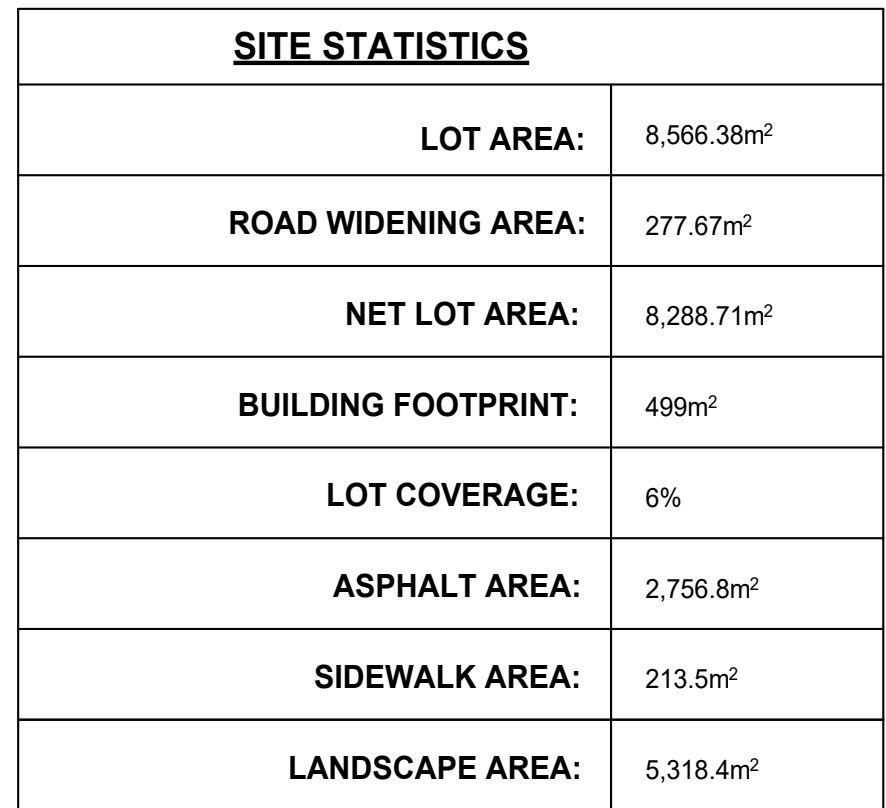 SITE STATISTICS
LOT AREA: 8,566.38m²
ROAD WIDENING AREA: 277.67m²
NET LOT AREA: 8,288.71m²
BUILDING FOOTPRINT: 499m²
LOT COVERAGE: 6%
ASPHALT AREA: 2,756.8m²
SIDEWALK AREA: 213.5m²
LANDSCAPE AREA: 5,318.4m²